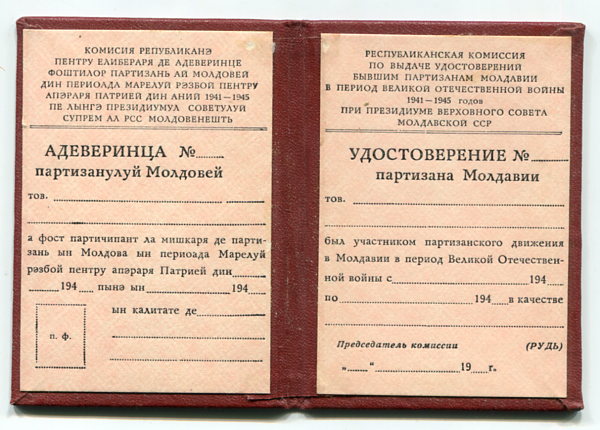 КОМИСИЯ РЕПУБЛИКАНЭ
ПЕНТРУ ЕЛИБЕРАРЯ ДЕ АДЕВЕРИНЦЕ
ФОШТИЛОР ПАРТИЗАНЬ АЙ МОЛДОВЕЙ
ДИН ПЕРИОАДА МАРЕЛУЙ РЭЗБОЙ ПЕНТРУ
АПЭРАРЯ ПАТРИЕЙ ДИН АНИЙ 1941—1945
ПЕ ЛЫНГЭ ПРЕЗИДИУМУЛ СОВЕТУЛУЙ
СУПРЕМ АЛ РСС МОЛДОВЕНЕШТЬ
АДЕВЕРИНЦА №
партизанулуй Молдовей
тов.
а фост партичипант ла мишкаря де парти-
зань ын Молдова ын периоада Марелуй
рэзбой пентру апэраря Патрией дин
194 пынэ ын 194
ын калитате де
п. ф.
РЕСПУБЛИКАНСКАЯ КОМИССИЯ
ПО ВЫДАЧЕ УДОСТОВЕРЕНИЙ
БЫВШИМ ПАРТИЗАНАМ МОЛДАВИИ
В ПЕРИОД ВЕЛИКОЙ ОТЕЧЕСТВЕННОЙ ВОЙНЫ
1941—1945 годов
ПРИ ПРЕЗИДИУМЕ ВЕРХОВНОГО СОВЕТА
МОЛДАВСКОЙ ССР
УДОСТОВЕРЕНИЕ №
партизана Молдавии
тов.
был участником партизанского движения
в Молдавии в период Великой Отечествен-
ной войны с 194
по 194 в качестве
Председатель комиссии (РУДЬ)
„ “ 19 г.